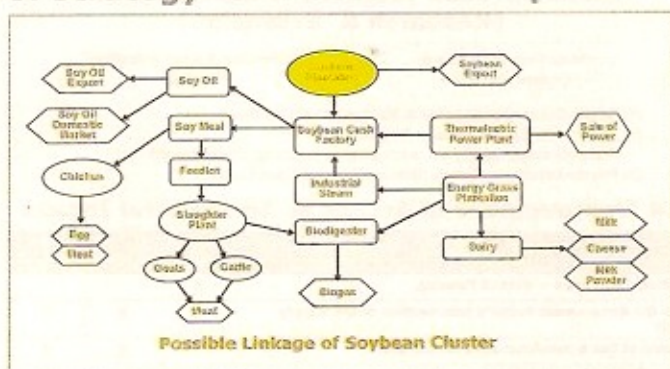 Soy Oil
Export
Soy Oil
Soybean
Export
Soy Oil
Domestic
Market
Soy Meal
Soybean Cash
Factory
Thermalectric
Power Plant
Sale of
Power
Chicken
Feedlot
Industrial
Steam
Energy Grass
Plantation
Egg
Meat
Slaughter
Plant
Biodigester
Dairy
Milk
Cheese
Milk
Powder
Goats
Cattle
Biogas
Meat
Possible Linkage of Soybean Cluster